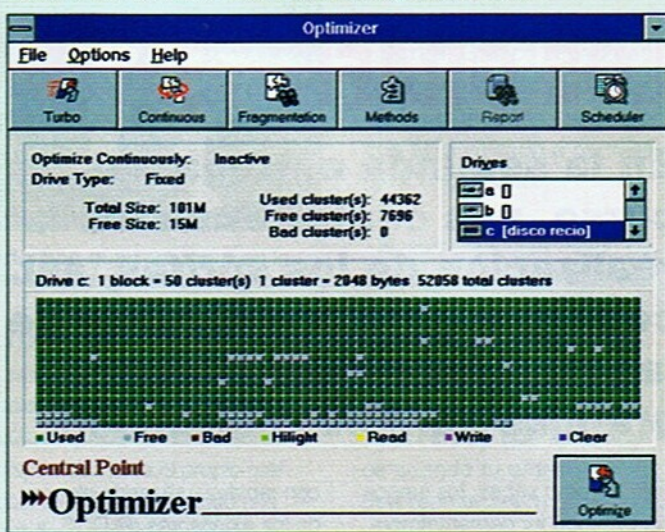 Optimizer
File Options Help
Turbo Continuous Fragmentation Methods Report Scheduler
Optimize Continuously: Inactive
Drive Type: Fixed
Total Size: 101M
Free Size: 15M
Used cluster(s): 44362
Free cluster(s): 7696
Bad cluster(s): 0
Drives
a []
b []
c [disco recio]
Drive c: 1 block = 50 cluster(s) 1 cluster = 2048 bytes 52058 total clusters
Used Free Bad Hilight Read Write Clear
Central Point
Optimizer
Optimize